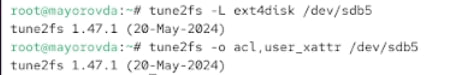 root@mayorovda:~# tune2fs -L ext4disk /dev/sdb5
tune2fs 1.47.1 (20-May-2024)
root@mayorovda:~# tune2fs -o acl,user_xattr /dev/sdb5
tune2fs 1.47.1 (20-May-2024)